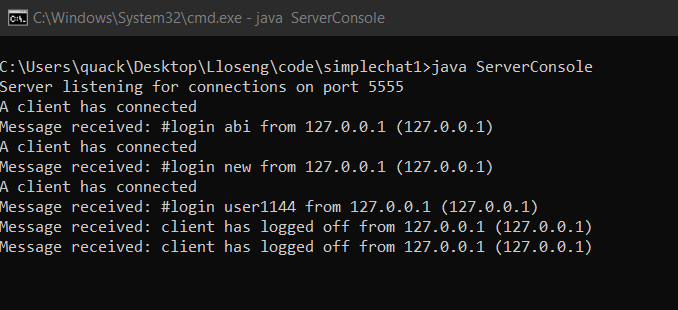 C:\Windows\System32\cmd.exe - java  ServerConsole
C:\Users\quack\Desktop\Lloseng\code\simplechat1>java ServerConsole
Server listening for connections on port 5555
A client has connected
Message received: #login abi from 127.0.0.1 (127.0.0.1)
A client has connected
Message received: #login new from 127.0.0.1 (127.0.0.1)
A client has connected
Message received: #login user1144 from 127.0.0.1 (127.0.0.1)
Message received: client has logged off from 127.0.0.1 (127.0.0.1)
Message received: client has logged off from 127.0.0.1 (127.0.0.1)